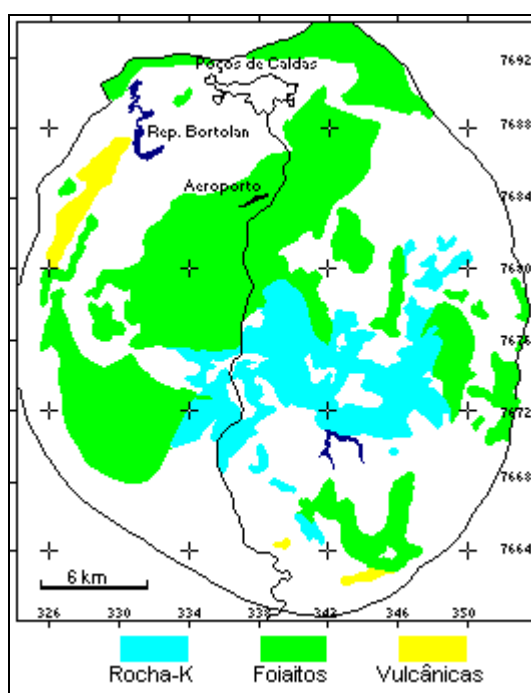 7692
Poços de Caldas
7688
Rep. Bortolan
Aeroporto
7684
7680
7676
7672
7668
7664
6 km
326 330 334 338 342 346 350
Rocha-K Foiaitos Vulcânicas